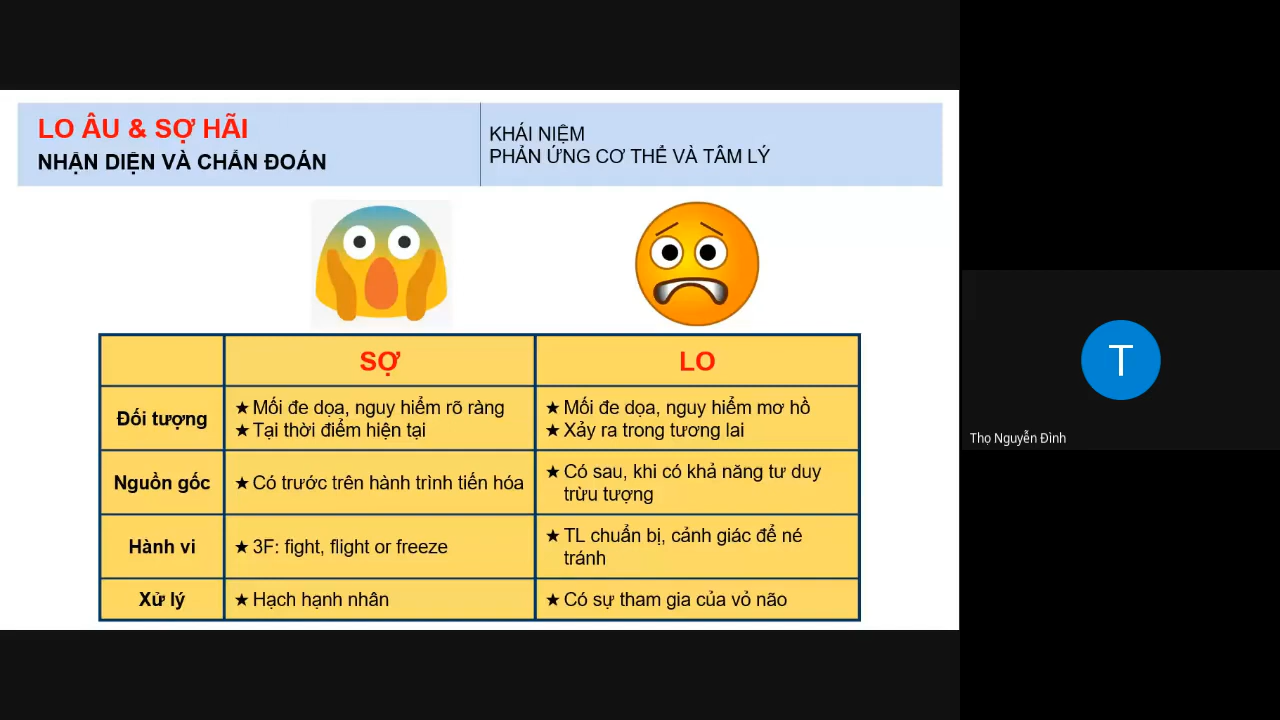 LO ÂU & SỢ HÃI
NHẬN DIỆN VÀ CHẨN ĐOÁN
KHÁI NIỆM
PHẢN ỨNG CƠ THỂ VÀ TÂM LÝ
SỢ
LO
Đối tượng
★ Mối đe dọa, nguy hiểm rõ ràng
★ Tại thời điểm hiện tại
★ Mối đe dọa, nguy hiểm mơ hồ
★ Xảy ra trong tương lai
Nguồn gốc
★ Có trước trên hành trình tiến hóa
★ Có sau, khi có khả năng tư duy
trừu tượng
Hành vi
★ 3F: fight, flight or freeze
★ TL chuẩn bị, cảnh giác để né
tránh
Xử lý
★ Hạch hạnh nhân
★ Có sự tham gia của vỏ não
T
Thọ Nguyễn Đình